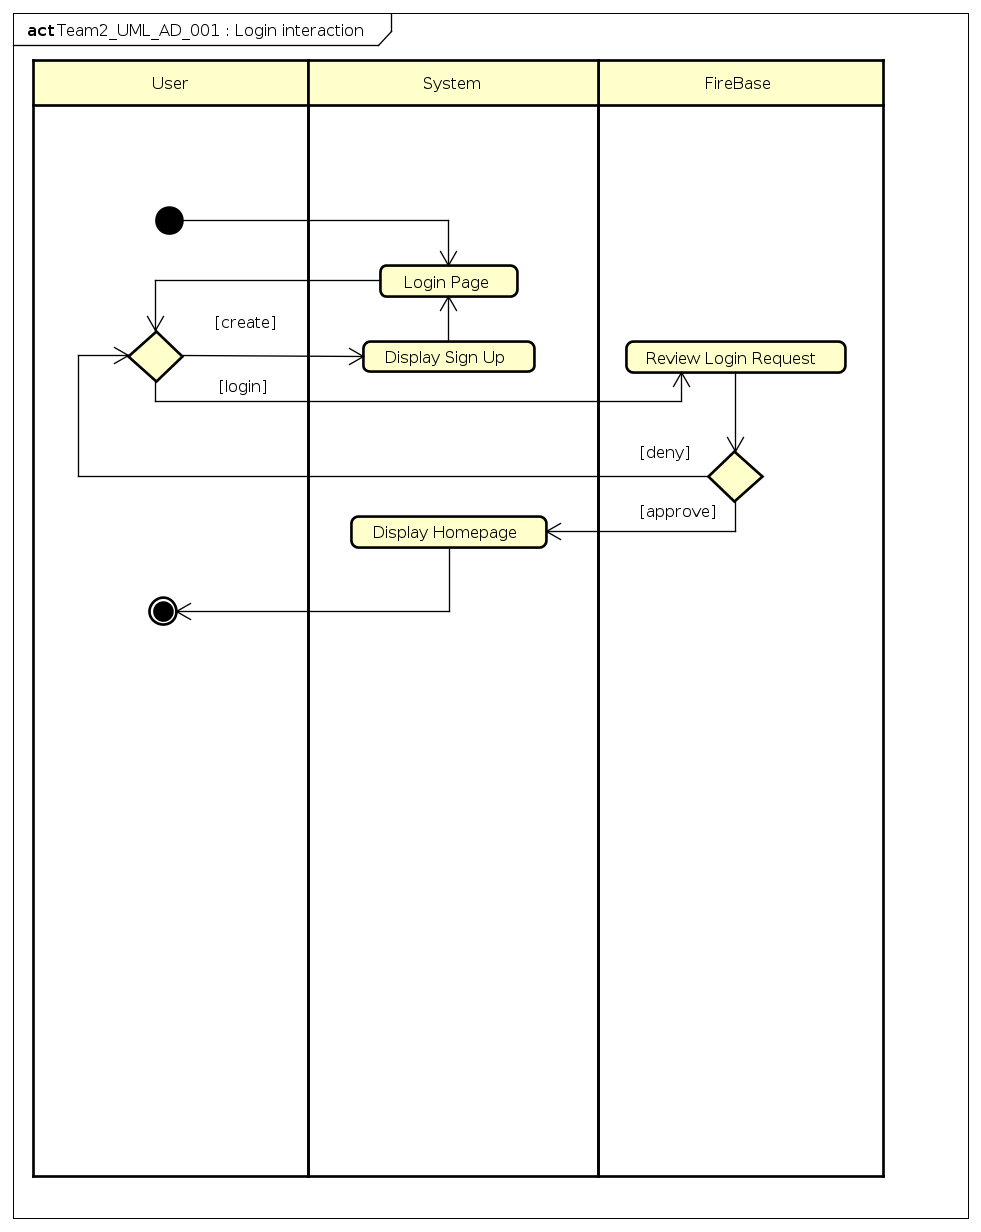 act Team2_UML_AD_001 : Login interaction
User
System
FireBase
Login Page
[create]
Display Sign Up
Review Login Request
[login]
[deny]
[approve]
Display Homepage